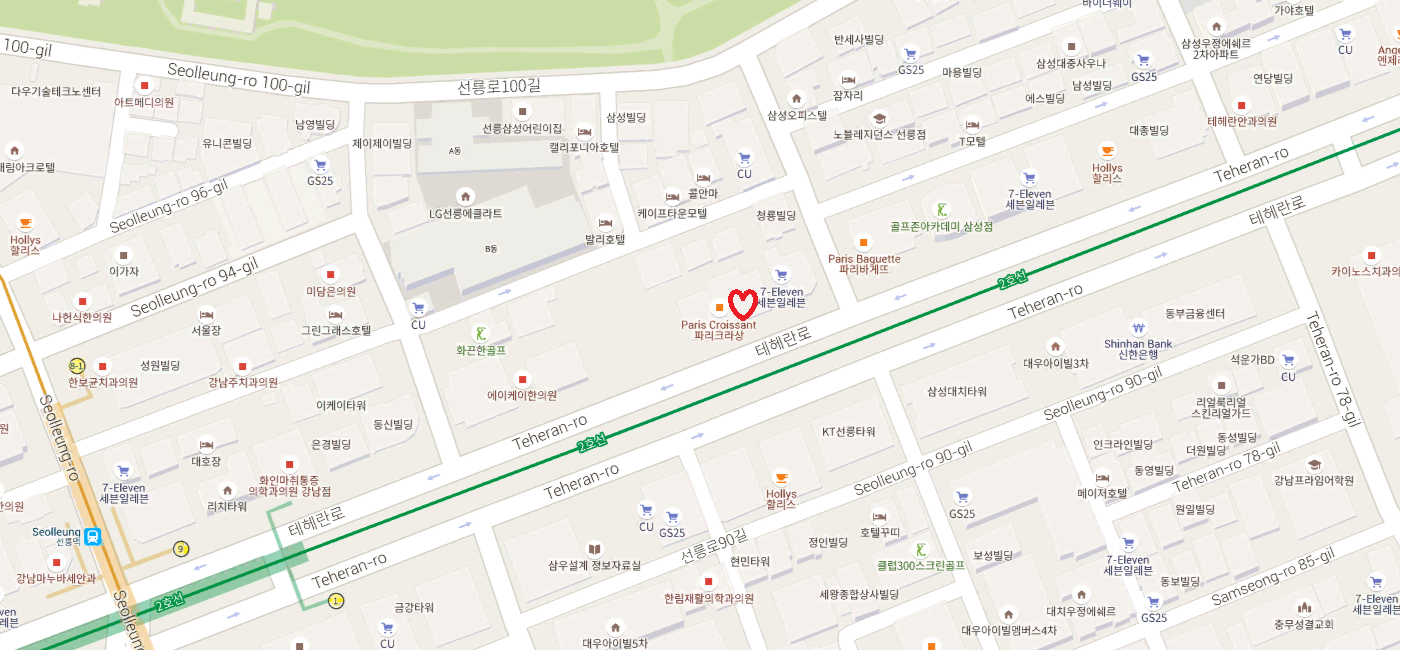 바이더웨이
가야호텔
100-gil
Seolleung-ro 100-gil
선릉로100길
반세사빌딩
GS25
삼성우정에쉐르
2차아파트
CU
엔제리
다우기술테크노센터
아트메디의원
남영빌딩
유니콘빌딩
제이제이빌딩
선릉삼성어린이집
삼성빌딩
캘리포니아호텔
A동
삼성오피스텔
잠자리
마용빌딩
삼성대중사우나
GS25
남성빌딩
에스빌딩
연당빌딩
노블레지던스 선릉점
T모텔
대종빌딩
테헤란안과의원
대림아크로텔
GS25
Seolleung-ro 96-gil
LG선릉에클라트
B동
CU
콜안마
케이프타운모텔
발리호텔
청룡빌딩
Hollys
할리스
7-Eleven
세븐일레븐
골프존아카데미 삼성점
Teheran-ro
테헤란로
Hollys
할리스
이가자
Seolleung-ro 94-gil
미담은의원
나헌식한의원
서울장
그린그래스호텔
CU
화끈한골프
Paris Baguette
파리바게뜨
카이노스치과의
7-Eleven
세븐일레븐
Paris Croissant
파리크라상
테헤란로
2호선
Teheran-ro
동부금융센터
Shinhan Bank
신한은행
대우아이빌3차
석운가BD
CU
Teheran-ro 78-gil
8-1
한보균치과의원
성원빌딩
강남주치과의원
에이케이한의원
이케이타워
동신빌딩
은경빌딩
Seolleung-ro
대호장
화인마취통증
의학과의원 강남점
7-Eleven
세븐일레븐
리치타워
Teheran-ro
2호선
Teheran-ro
KT선릉타워
삼성대치타워
Seolleung-ro 90-gil
Seolleung-ro 90-gil
리얼룩리얼
스킨리얼가드
인크라인빌딩
동성빌딩
더원빌딩
동영빌딩
Teheran-ro 78-gil
메이저호텔
강남프라임어학원
원일빌딩
Hollys
할리스
CU
GS25
GS25
호텔꾸띠
Seolleung
선릉역
강남마누바세안과
9
테헤란로
Teheran-ro
삼우설계 정보자료실
선릉로90길
현민타워
정인빌딩
클럽300스크린골프
보성빌딩
7-Eleven
세븐일레븐
동보빌딩
Samseong-ro 85-gil
7-Eleven
세븐일레븐
2호선
1
금강타워
CU
한림재활의학과의원
세왕종합상사빌딩
대우아이빌5차
대우아이빌멤버스4차
대치우정에쉐르
GS25
충무성결교회